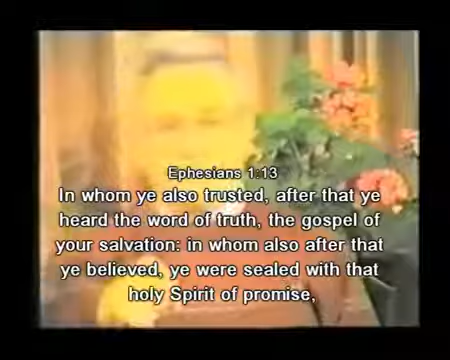 Ephesians 1:13
In whom ye also trusted, after that ye
heard the word of truth, the gospel of
your salvation: in whom also after that
ye believed, ye were sealed with that
holy Spirit of promise,